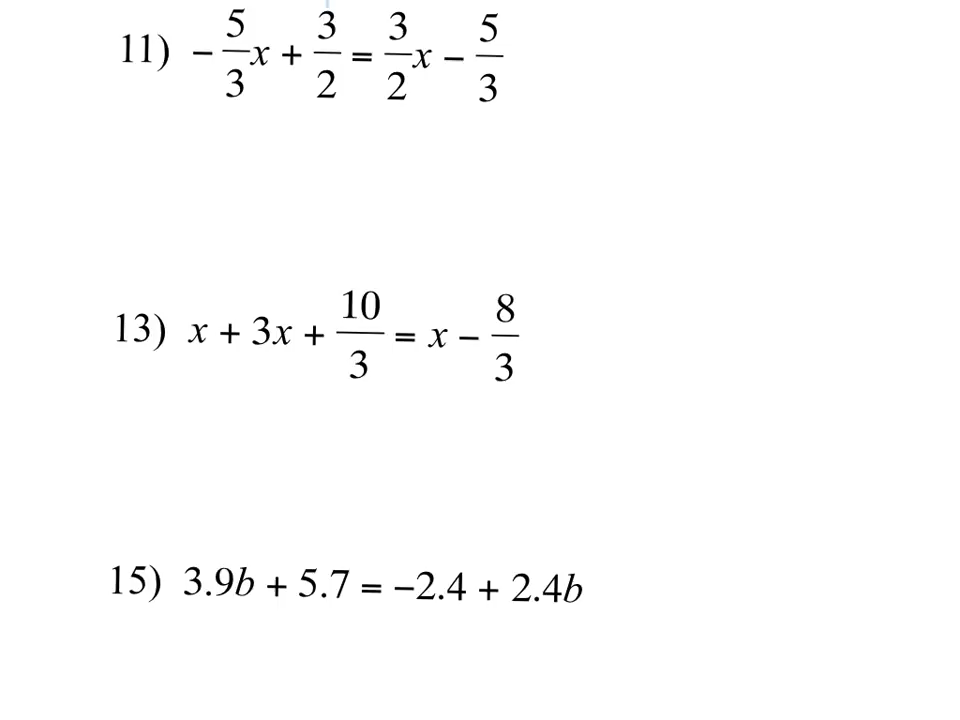 11) −5/3x + 3/2 = 3/2x − 5/3
13) x + 3x + 10/3 = x − 8/3
15) 3.9b + 5.7 = −2.4 + 2.4b